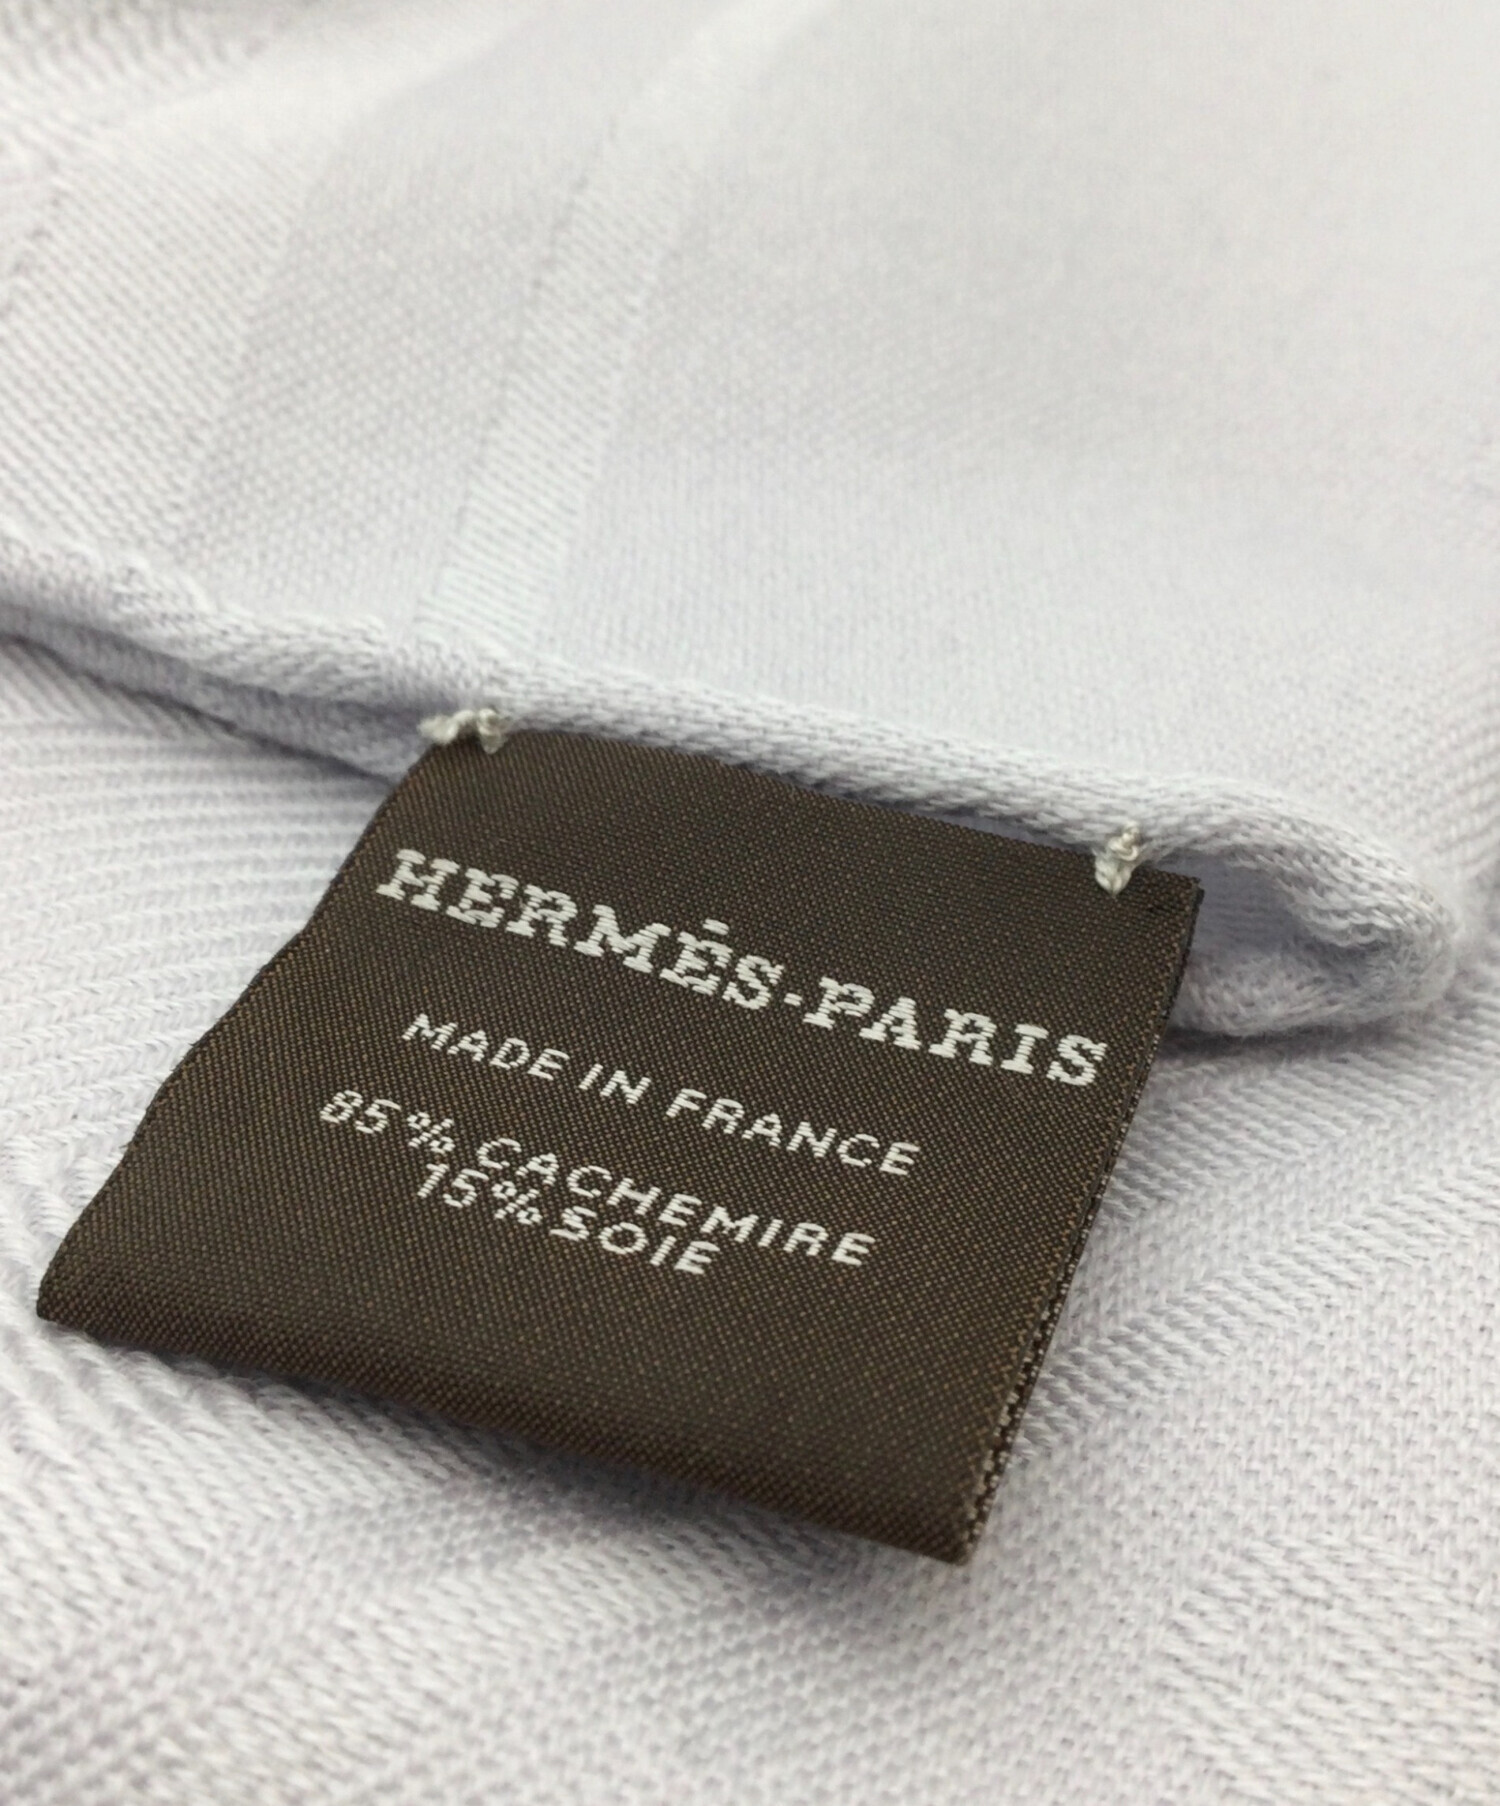 HERMÈS·PARIS
MADE IN FRANCE
85% CACHEMIRE
15% SOIE